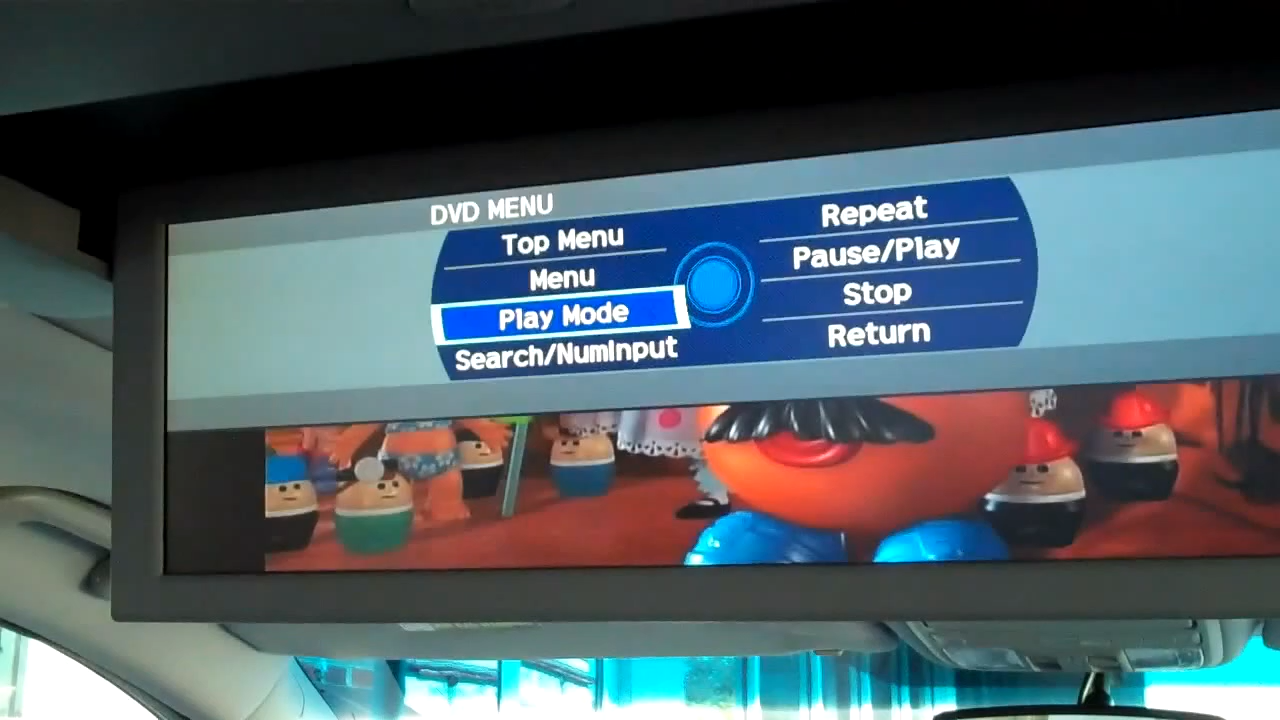 DVD MENU
Top Menu
Menu
Play Mode
Search/NumInput
Repeat
Pause/Play
Stop
Return